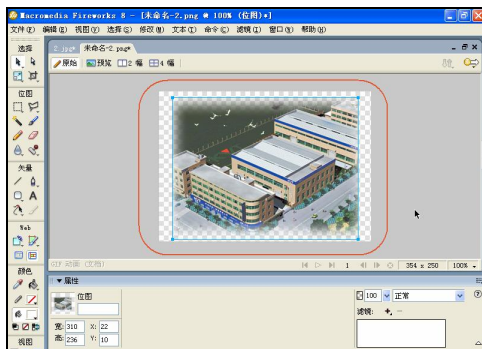 Macromedia Fireworks 8 - [未命名-2.png @ 100% (位图)*]
文件(F) 编辑(E) 视图(V) 选择(S) 修改(M) 文本(T) 命令(C) 滤镜(I) 窗口(W) 帮助(H)
选择
2.jpg* 未命名-2.png*
原始 预览 2 幅 4 幅
位图
矢量
Web
GIF 动画 (文档) 1 354 x 250 100%
颜色
属性
位图
100 正常
滤镜:
宽: 310 X: 22
高: 236 Y: 10
视图